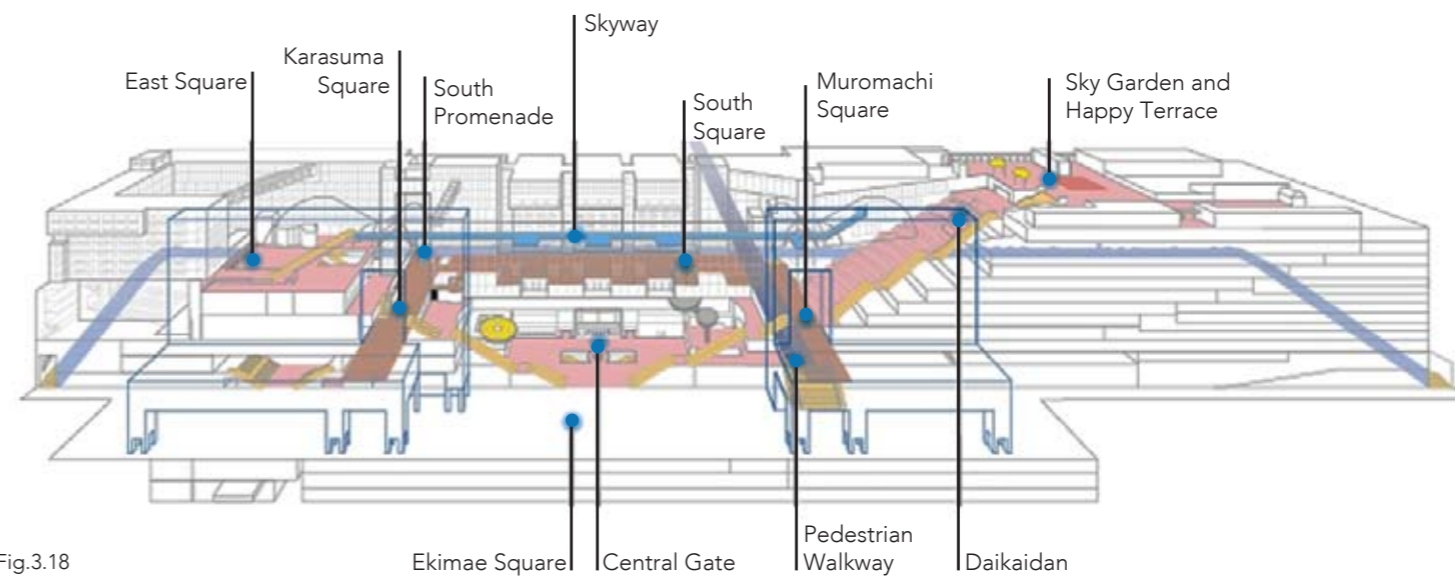 Skyway
Karasuma
Square
East Square
South
Promenade
South
Square
Muromachi
Square
Sky Garden and
Happy Terrace
Fig.3.18
Ekimae Square
Central Gate
Pedestrian
Walkway
Daikaidan